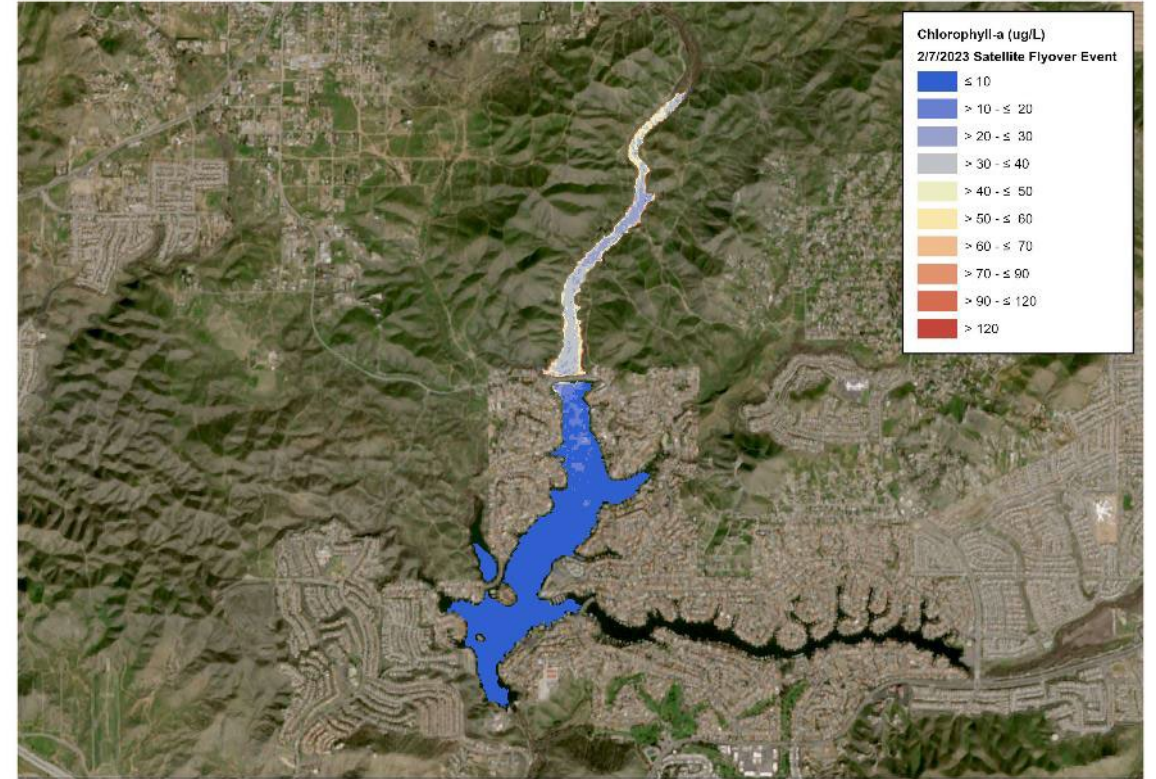 Chlorophyll-a (ug/L)
2/7/2023 Satellite Flyover Event
≤ 10
> 10 - ≤ 20
> 20 - ≤ 30
> 30 - ≤ 40
> 40 - ≤ 50
> 50 - ≤ 60
> 60 - ≤ 70
> 70 - ≤ 90
> 90 - ≤ 120
> 120